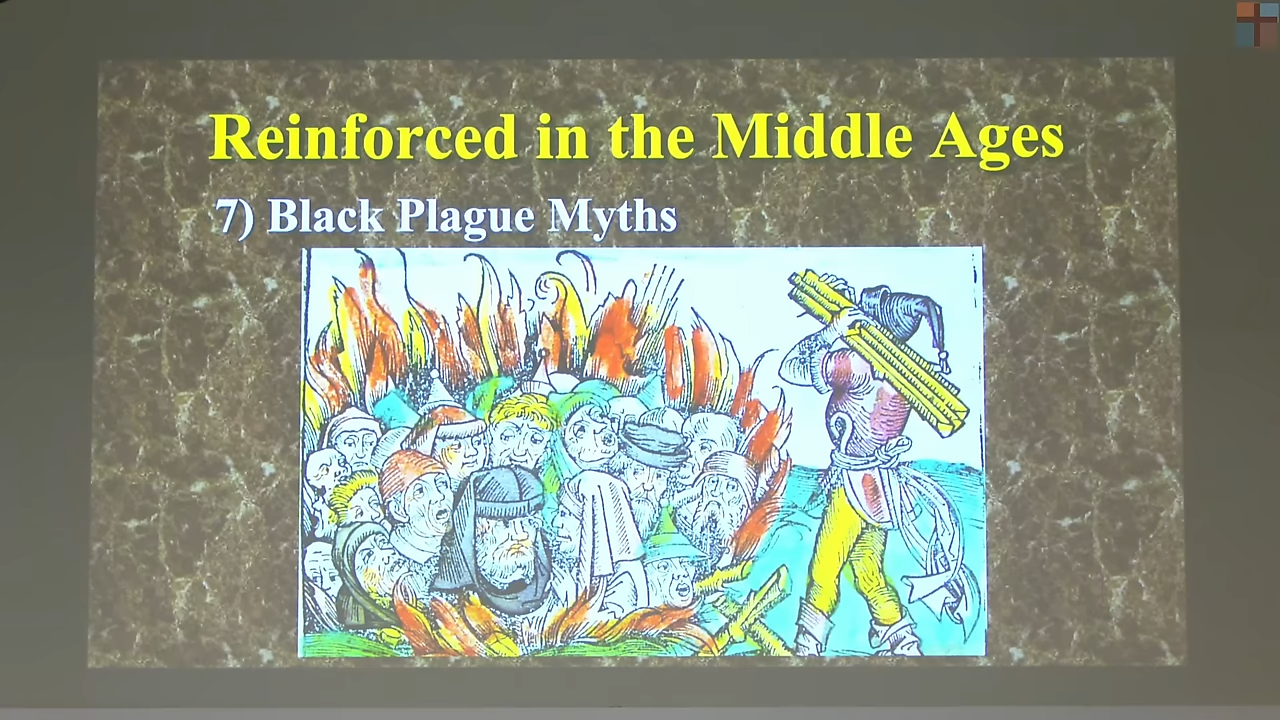 Reinforced in the Middle Ages
7) Black Plague Myths